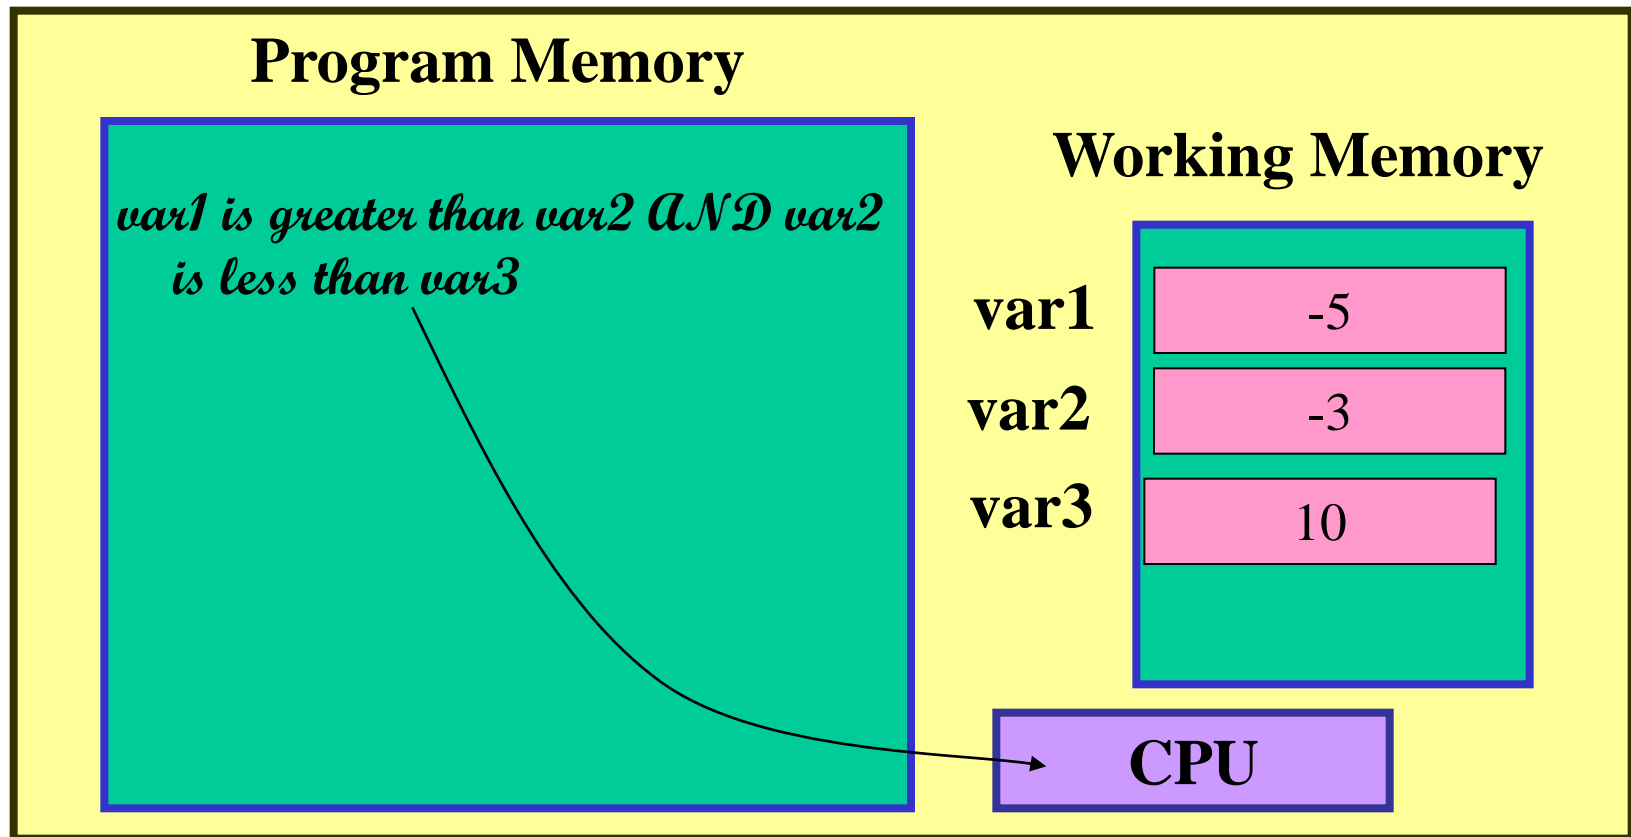 Program Memory
var1 is greater than var2 AND var2
is less than var3
Working Memory
var1
-5
var2
-3
var3
10
CPU